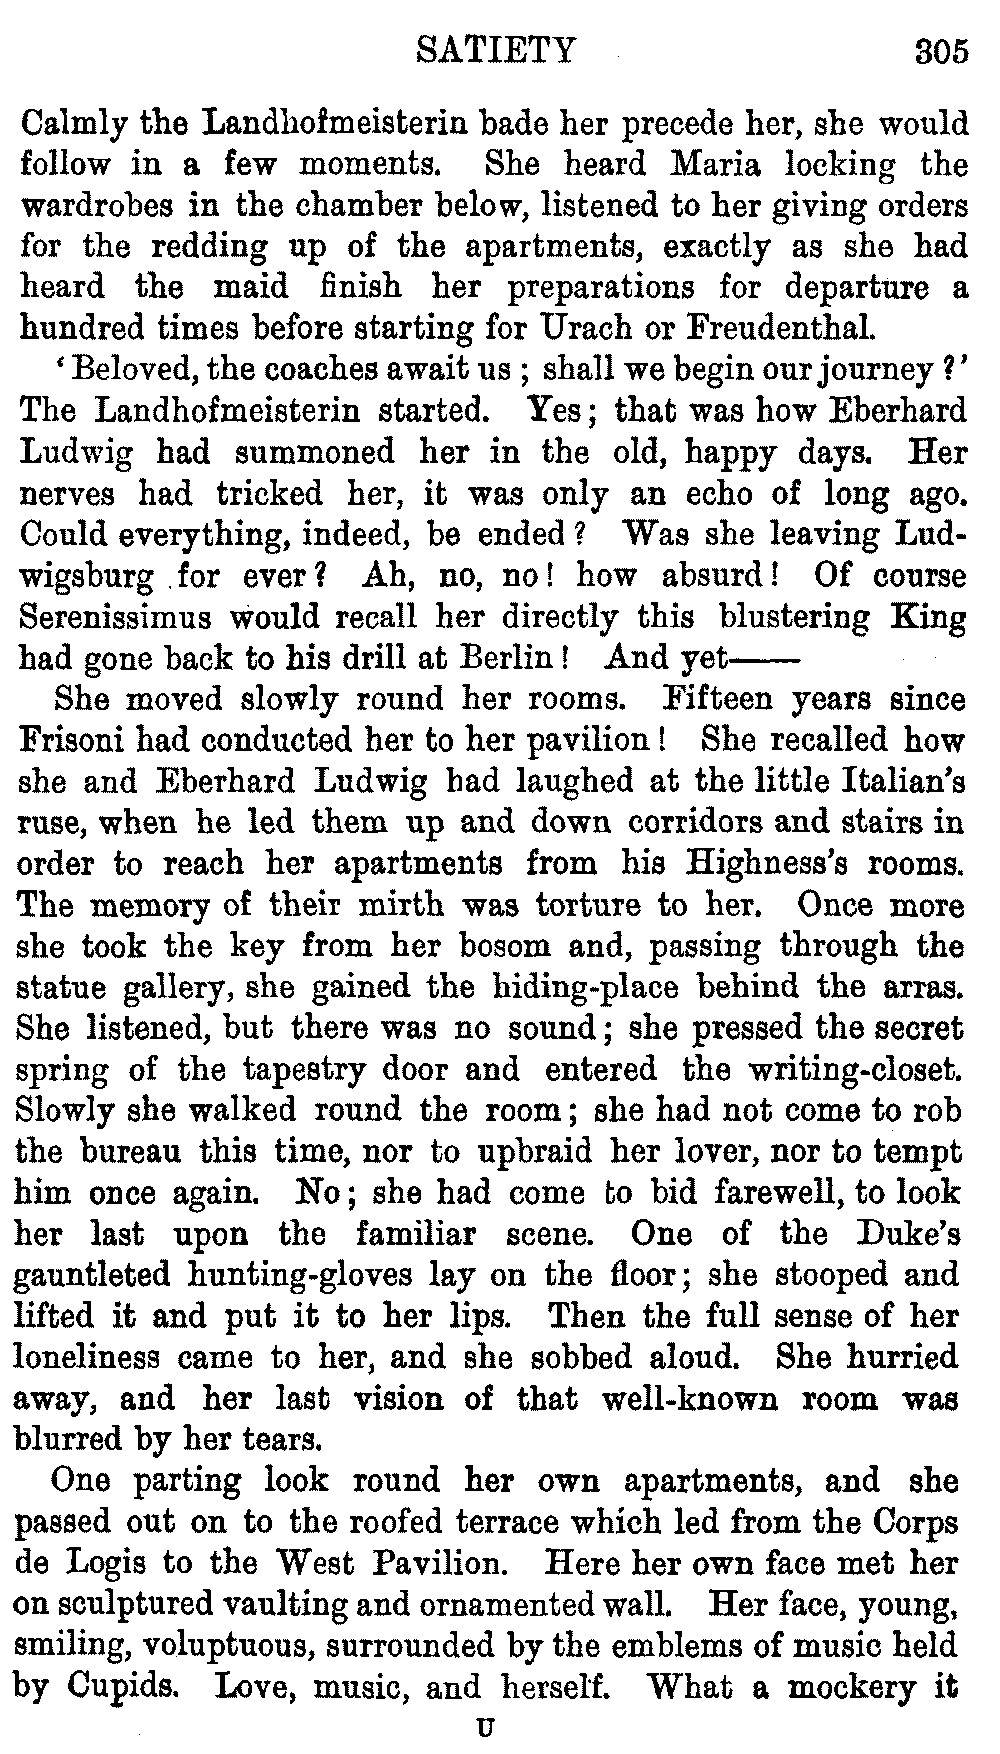 SATIETY 305
Calmly the Landhofmeisterin bade her precede her, she would
follow in a few moments. She heard Maria locking the
wardrobes in the chamber below, listened to her giving orders
for the redding up of the apartments, exactly as she had
heard the maid finish her preparations for departure a
hundred times before starting for Urach or Freudenthal.
‘Beloved, the coaches await us; shall we begin our journey?’
The Landhofmeisterin started. Yes; that was how Eberhard
Ludwig had summoned her in the old, happy days. Her
nerves had tricked her, it was only an echo of long ago.
Could everything, indeed, be ended? Was she leaving Lud-
wigsburg for ever? Ah, no, no! how absurd! Of course
Serenissimus would recall her directly this blustering King
had gone back to his drill at Berlin! And yet——
She moved slowly round her rooms. Fifteen years since
Frisoni had conducted her to her pavilion! She recalled how
she and Eberhard Ludwig had laughed at the little Italian's
ruse, when he led them up and down corridors and stairs in
order to reach her apartments from his Highness's rooms.
The memory of their mirth was torture to her. Once more
she took the key from her bosom and, passing through the
statue gallery, she gained the hiding-place behind the arras.
She listened, but there was no sound; she pressed the secret
spring of the tapestry door and entered the writing-closet.
Slowly she walked round the room; she had not come to rob
the bureau this time, nor to upbraid her lover, nor to tempt
him once again. No; she had come to bid farewell, to look
her last upon the familiar scene. One of the Duke's
gauntleted hunting-gloves lay on the floor; she stooped and
lifted it and put it to her lips. Then the full sense of her
loneliness came to her, and she sobbed aloud. She hurried
away, and her last vision of that well-known room was
blurred by her tears.
One parting look round her own apartments, and she
passed out on to the roofed terrace which led from the Corps
de Logis to the West Pavilion. Here her own face met her
on sculptured vaulting and ornamented wall. Her face, young,
smiling, voluptuous, surrounded by the emblems of music held
by Cupids. Love, music, and herself. What a mockery it
U